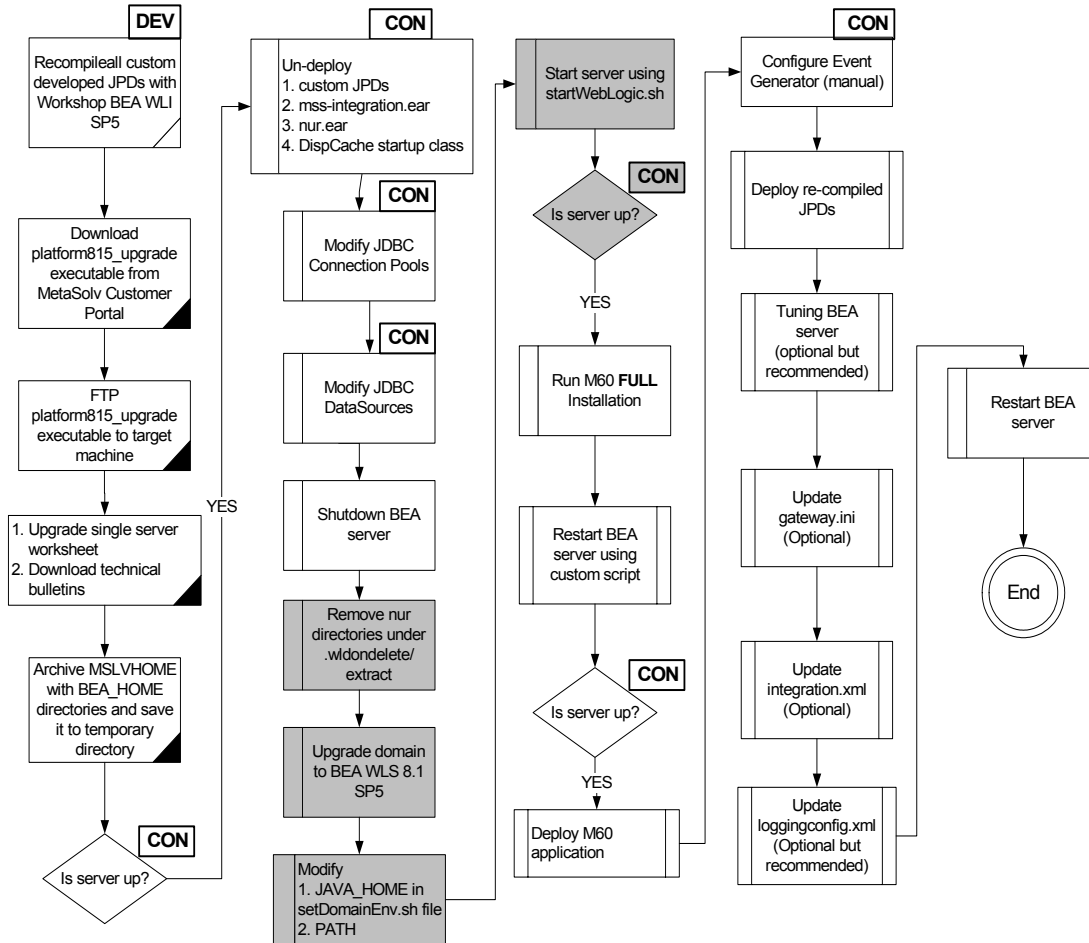 DEV
Recompileall custom
developed JPDs with
Workshop BEA WLI
SP5
Download
platform815_upgrade
executable from
MetaSolv Customer
Portal
FTP
platform815_upgrade
executable to target
machine
1. Upgrade single server
worksheet
2. Download technical
bulletins
Archive MSLVHOME
with BEA_HOME
directories and save
it to temporary
directory
CON
Is server up?
YES
CON
Un-deploy
1. custom JPDs
2. mss-integration.ear
3. nur.ear
4. DispCache startup class
CON
Modify JDBC
Connection Pools
CON
Modify JDBC
DataSources
Shutdown BEA
server
Remove nur
directories under
.wldondelete/
extract
Upgrade domain
to BEA WLS 8.1
SP5
Modify
1. JAVA_HOME in
setDomainEnv.sh file
2. PATH
Start server using
startWebLogic.sh
CON
Is server up?
YES
Run M60 FULL
Installation
Restart BEA
server using
custom script
CON
Is server up?
YES
Deploy M60
application
CON
Configure Event
Generator (manual)
Deploy re-compiled
JPDs
Tuning BEA
server
(optional but
recommended)
Update
gateway.ini
(Optional)
Update
integration.xml
(Optional)
Update
loggingconfig.xml
(Optional but
recommended)
Restart BEA
server
End